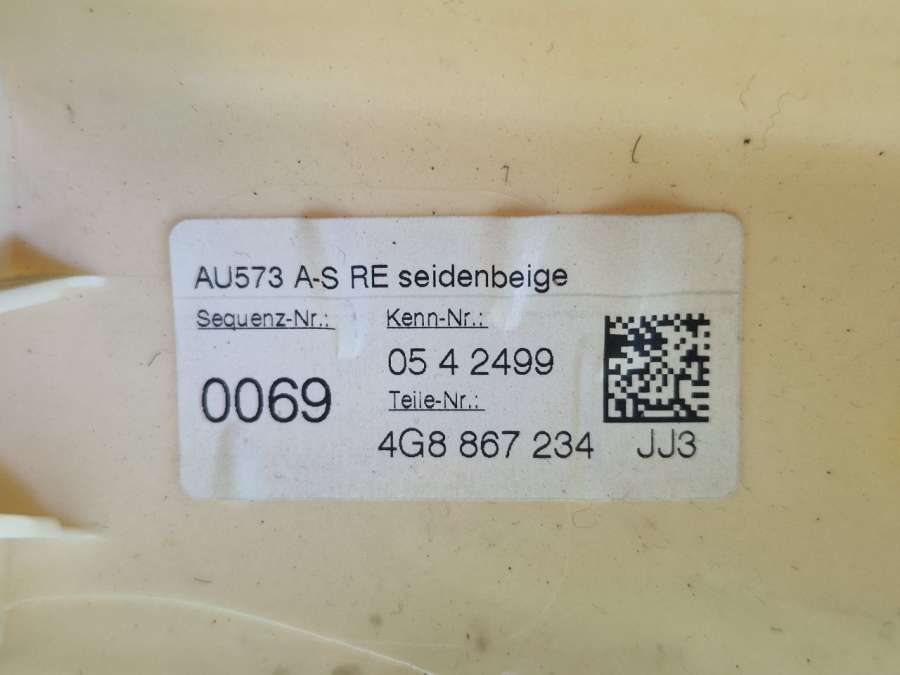 AU573 A-S RE seidenbeige
Sequenz-Nr.: Kenn-Nr.:
05 4 2499
0069 Teile-Nr.:
4G8 867 234 JJ3